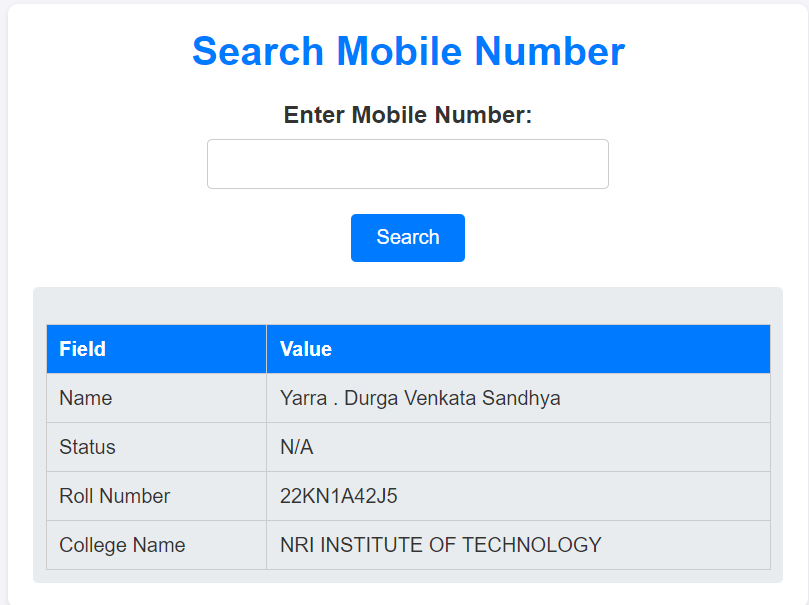 Search Mobile Number
Enter Mobile Number:
Search
Field Value
Name Yarra . Durga Venkata Sandhya
Status N/A
Roll Number 22KN1A42J5
College Name NRI INSTITUTE OF TECHNOLOGY